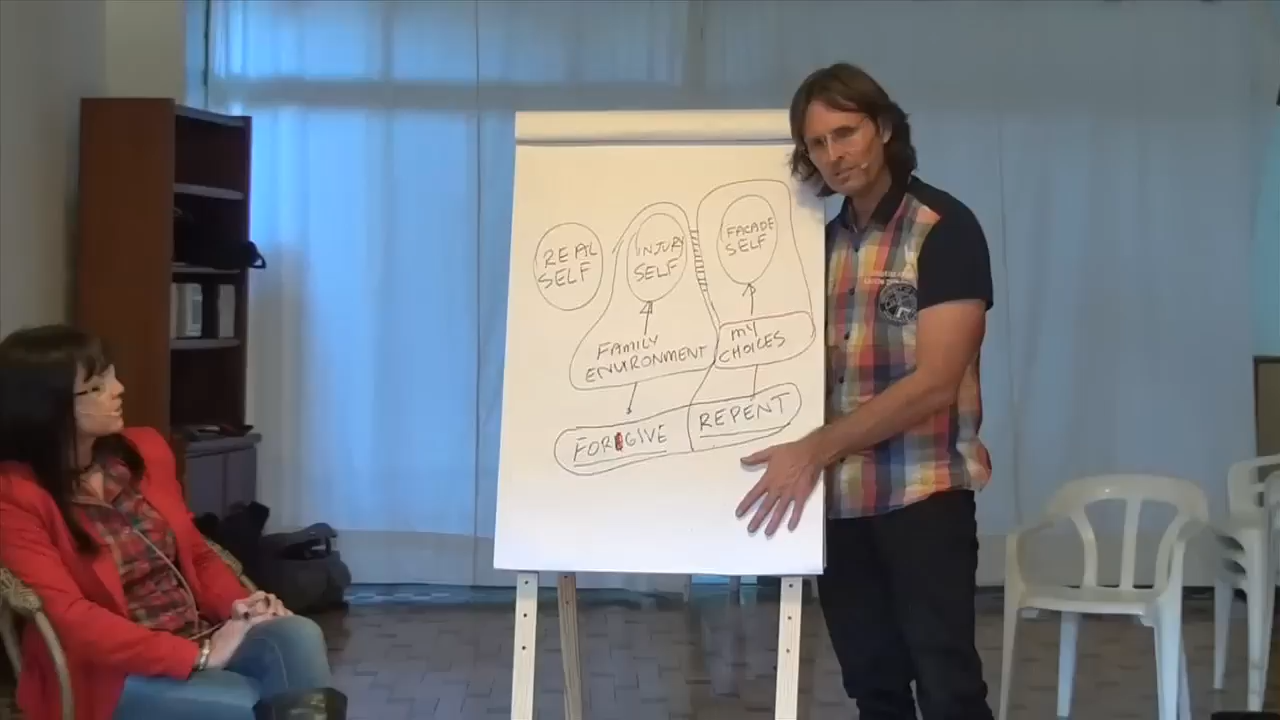 REAL
SELF
INJURY
SELF
FACADE
SELF
FAMILY
ENVIRONMENT
MY
CHOICES
FORGIVE
REPENT